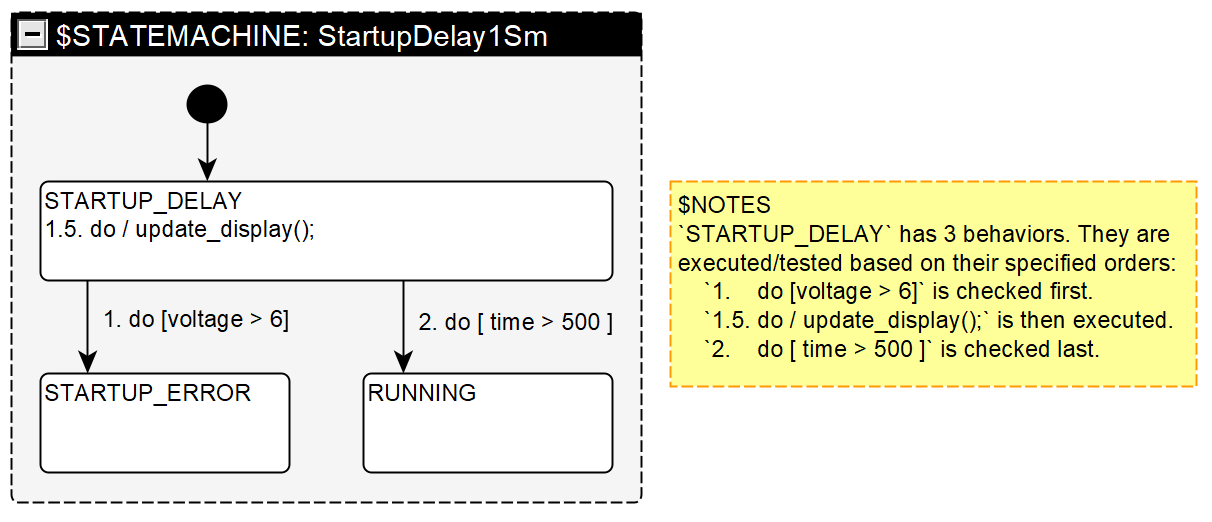 $STATEMACHINE: StartupDelay1Sm
STARTUP_DELAY
1.5. do / update_display();
1. do [voltage > 6]
2. do [ time > 500 ]
STARTUP_ERROR
RUNNING
$NOTES
`STARTUP_DELAY` has 3 behaviors. They are
executed/tested based on their specified orders:
`1.    do [voltage > 6]` is checked first.
`1.5. do / update_display();` is then executed.
`2.    do [ time > 500 ]` is checked last.